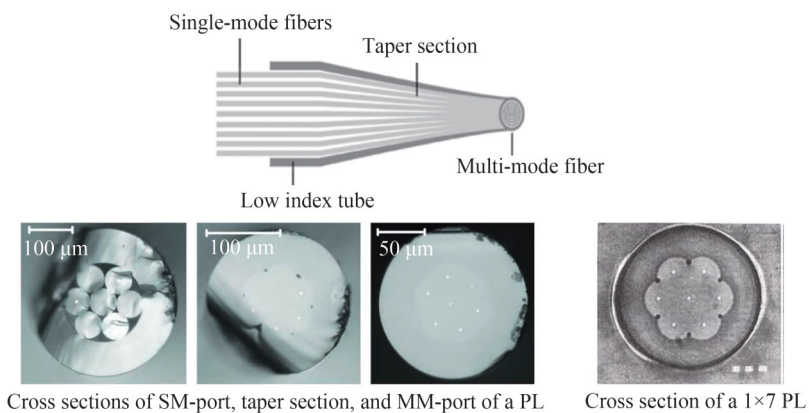 Single-mode fibers
Taper section
Multi-mode fiber
Low index tube
100 μm
100 μm
50 μm
Cross sections of SM-port, taper section, and MM-port of a PL
Cross section of a 1×7 PL